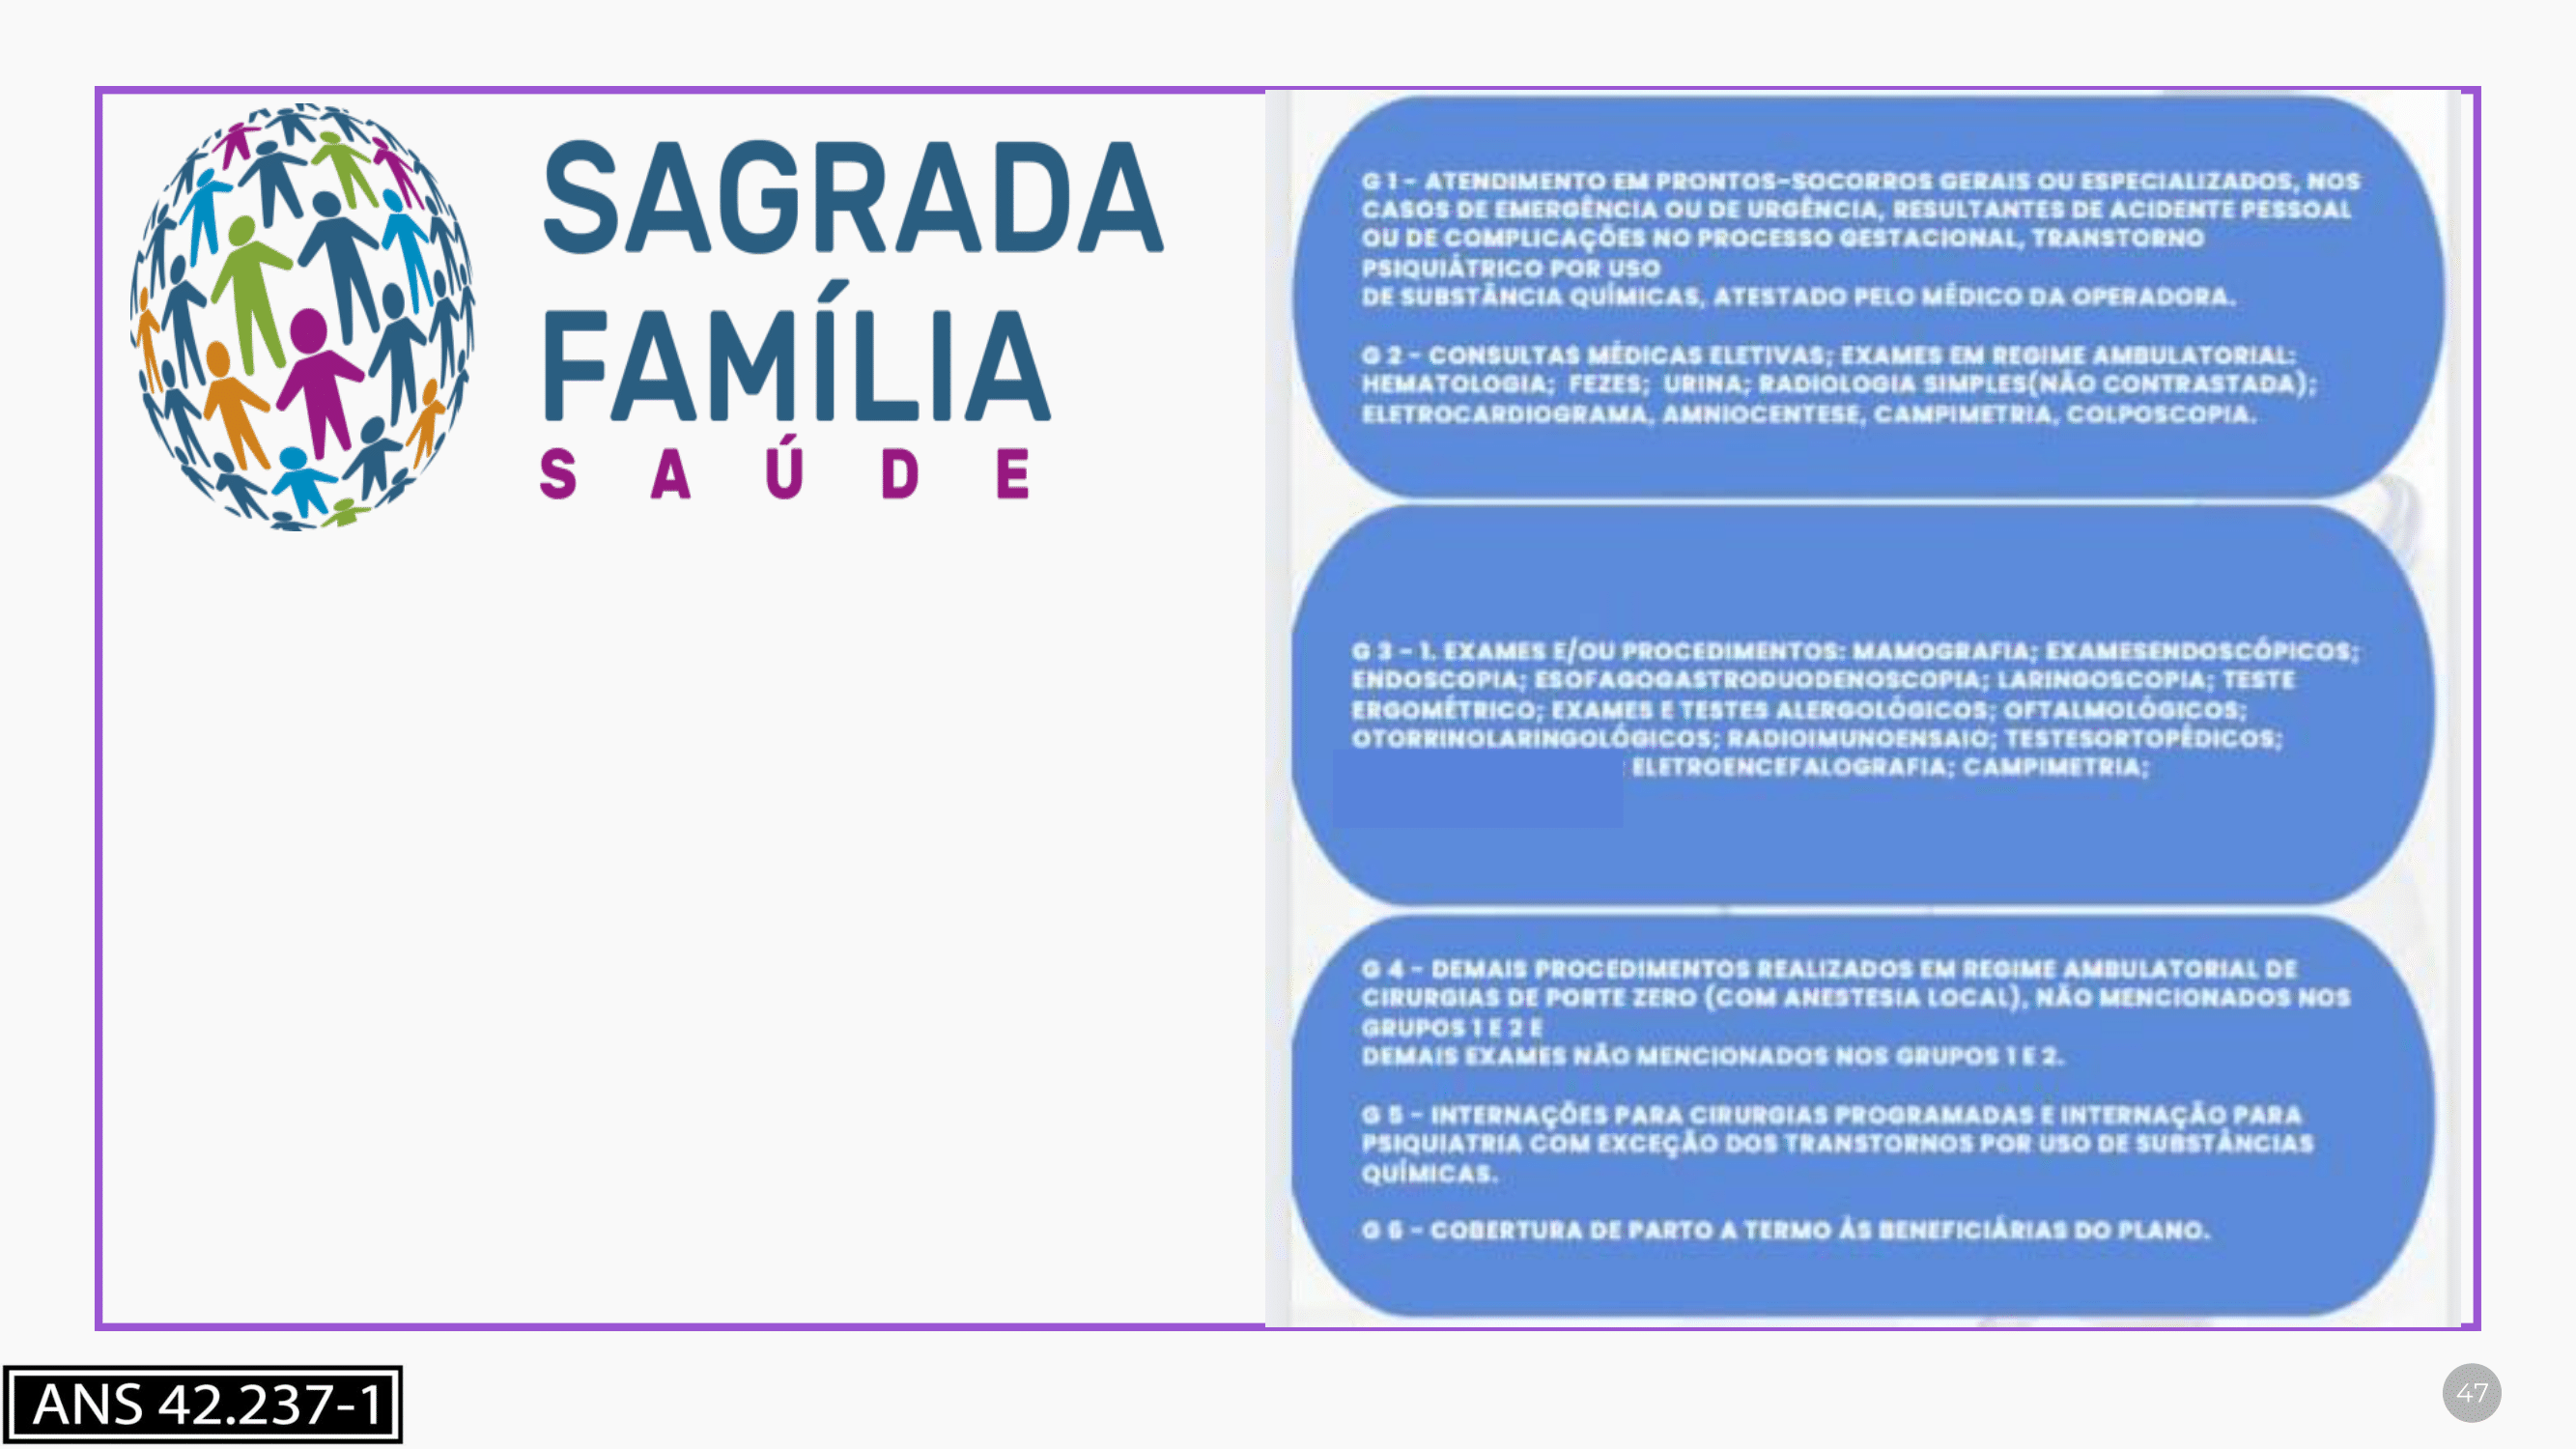 SAGRADA
FAMÍLIA
SAÚDE
G 1 - ATENDIMENTO EM PRONTOS-SOCORROS GERAIS OU ESPECIALIZADOS, NOS
CASOS DE EMERGÊNCIA OU DE URGÊNCIA, RESULTANTES DE ACIDENTE PESSOAL
OU DE COMPLICAÇÕES NO PROCESSO GESTACIONAL, TRANSTORNO
PSIQUIÁTRICO POR USO
DE SUBSTÂNCIA QUÍMICAS, ATESTADO PELO MÉDICO DA OPERADORA.
G 2 - CONSULTAS MÉDICAS ELETIVAS; EXAMES EM REGIME AMBULATORIAL:
HEMATOLOGIA; FEZES; URINA; RADIOLOGIA SIMPLES(NÃO CONTRASTADA);
ELETROCARDIOGRAMA, AMNIOCENTESE, CAMPIMETRIA, COLPOSCOPIA.
G 3 - 1. EXAMES E/OU PROCEDIMENTOS: MAMOGRAFIA; EXAMESENDOSCÓPICOS;
ENDOSCOPIA; ESOFAGOGASTRODUODENOSCOPIA; LARINGOSCOPIA; TESTE
ERGOMÉTRICO; EXAMES E TESTES ALERGOLÓGICOS; OFTALMOLÓGICOS;
OTORRINOLARINGOLÓGICOS; RADIOIMUNOENSAIO; TESTESORTOPÉDICOS;
; ELETROENCEFALOGRAFIA; CAMPIMETRIA;
G 4 - DEMAIS PROCEDIMENTOS REALIZADOS EM REGIME AMBULATORIAL DE
CIRURGIAS DE PORTE ZERO (COM ANESTESIA LOCAL), NÃO MENCIONADOS NOS
GRUPOS 1 E 2 E
DEMAIS EXAMES NÃO MENCIONADOS NOS GRUPOS 1 E 2.
G 5 - INTERNAÇÕES PARA CIRURGIAS PROGRAMADAS E INTERNAÇÃO PARA
PSIQUIATRIA COM EXCEÇÃO DOS TRANSTORNOS POR USO DE SUBSTÂNCIAS
QUÍMICAS.
G 6 - COBERTURA DE PARTO A TERMO ÀS BENEFICIÁRIAS DO PLANO.
ANS 42.237-1
47